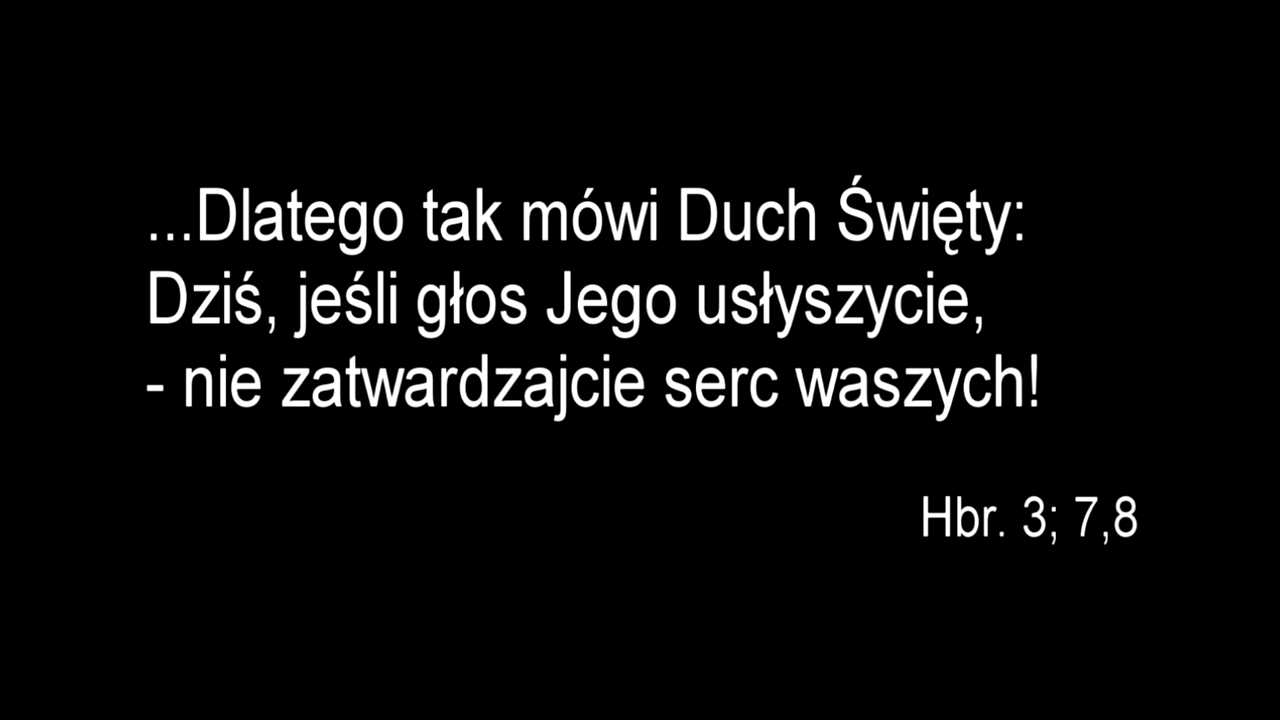 ...Dlatego tak mówi Duch Święty:
Dziś, jeśli głos Jego usłyszycie,
- nie zatwardzajcie serc waszych!
Hbr. 3; 7,8